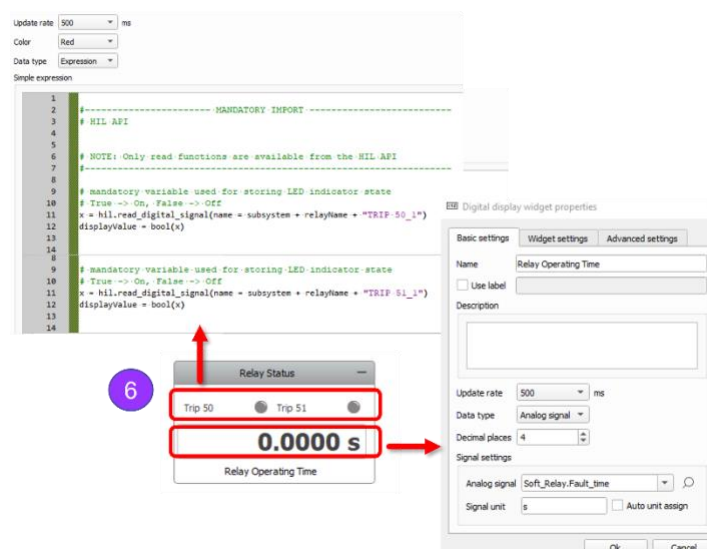 Update rate 500 ms
Color Red
Data type Expression
Simple expression
1
2 #----------------------- MANDATORY IMPORT -------------------------
3 # HIL API
4
5
6 # NOTE: Only read functions are available from the HIL API
7 #------------------------------------------------------------------
8
9 # mandatory variable used for storing LED indicator state
10 # True -> On, False -> Off
11 x = hil.read_digital_signal(name = subsystem + relayName + "TRIP 50_1")
12 displayValue = bool(x)
13
14
8
9 # mandatory variable used for storing LED indicator state
10 # True -> On, False -> Off
11 x = hil.read_digital_signal(name = subsystem + relayName + "TRIP 51_1")
12 displayValue = bool(x)
13
14
6
Relay Status
Trip 50 Trip 51
0.0000 s
Relay Operating Time
Digital display widget properties
Basic settings Widget settings Advanced settings
Name Relay Operating Time
Use label
Description
Update rate 500 ms
Data type Analog signal
Decimal places 4
Signal settings
Analog signal Soft_Relay.Fault_time
Signal unit s Auto unit assign
Ok Cancel